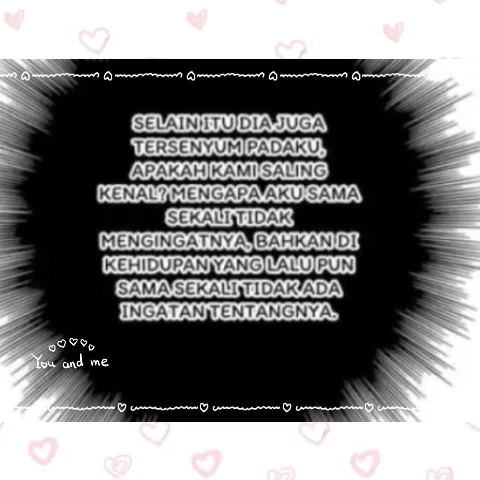 SELAIN ITU DIA JUGA
TERSENYUM PADAKU,
APAKAH KAMI SALING
KENAL? MENGAPA AKU SAMA
SEKALI TIDAK
MENGINGATNYA, BAHKAN DI
KEHIDUPAN YANG LALU PUN
SAMA SEKALI TIDAK ADA
INGATAN TENTANGNYA.
You and me